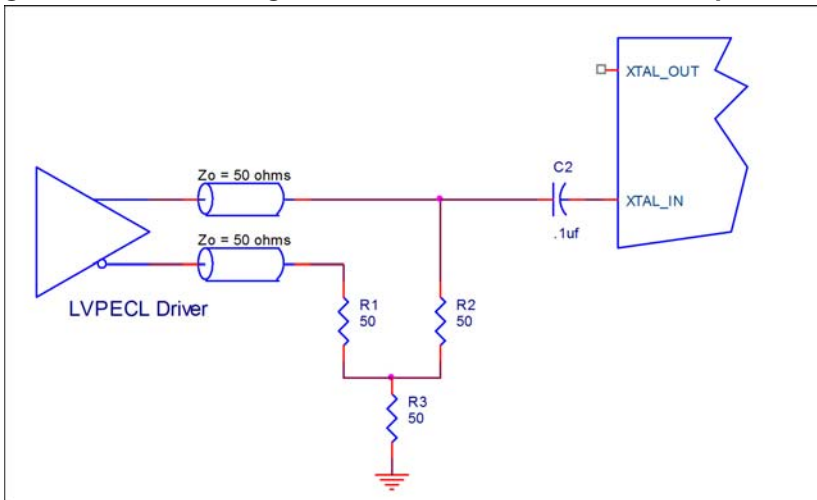 XTAL_OUT
C2
Zo = 50 ohms
XTAL_IN
.1uf
Zo = 50 ohms
LVPECL Driver
R1
50
R2
50
R3
50